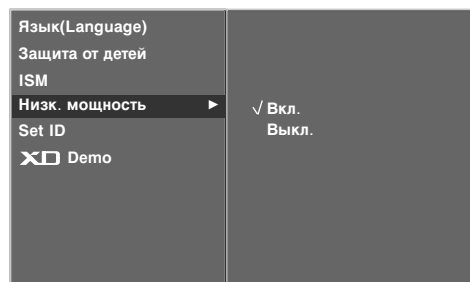 Язык(Language)
Защита от детей
ISM
Низк. мощность ►
Set ID
XD Demo
√ Вкл.
Выкл.